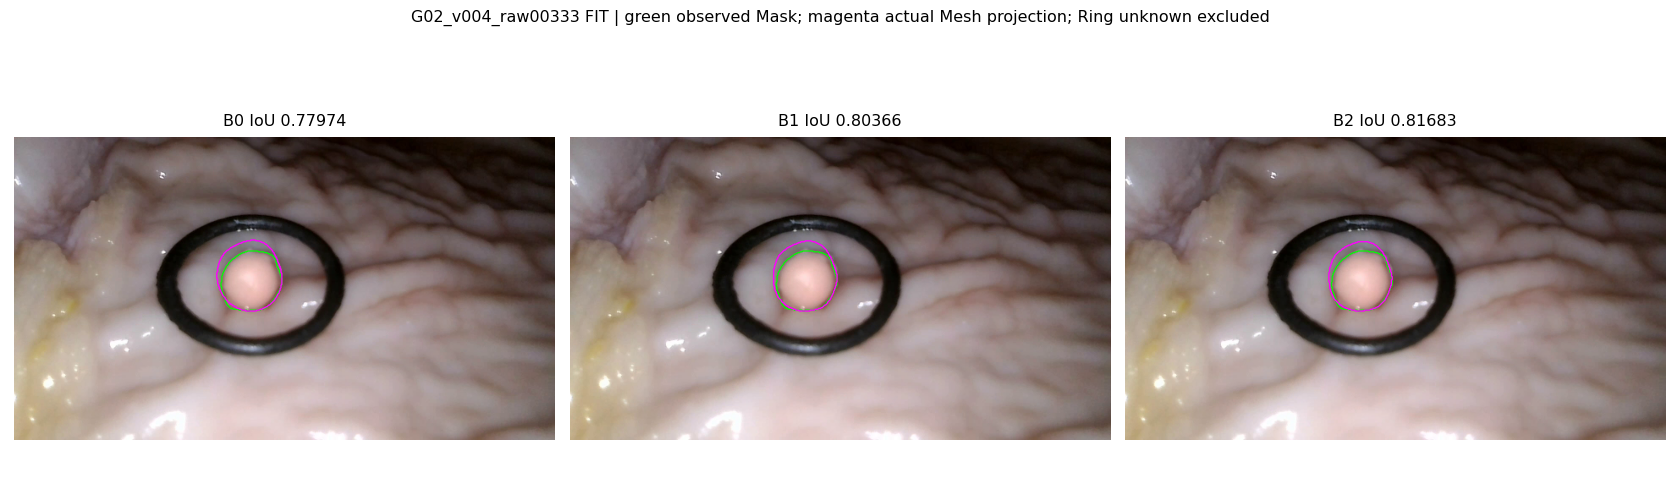 G02_v004_raw00333 FIT | green observed Mask; magenta actual Mesh projection; Ring unknown excluded
B0 IoU 0.77974
B1 IoU 0.80366
B2 IoU 0.81683